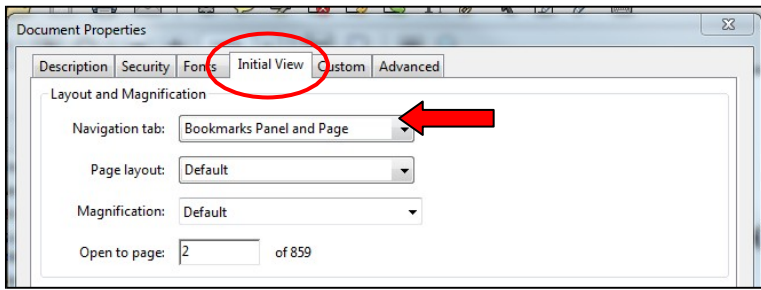 Document Properties
Description Security Fonts Initial View Custom Advanced
Layout and Magnification
Navigation tab: Bookmarks Panel and Page
Page layout: Default
Magnification: Default
Open to page: 2 of 859